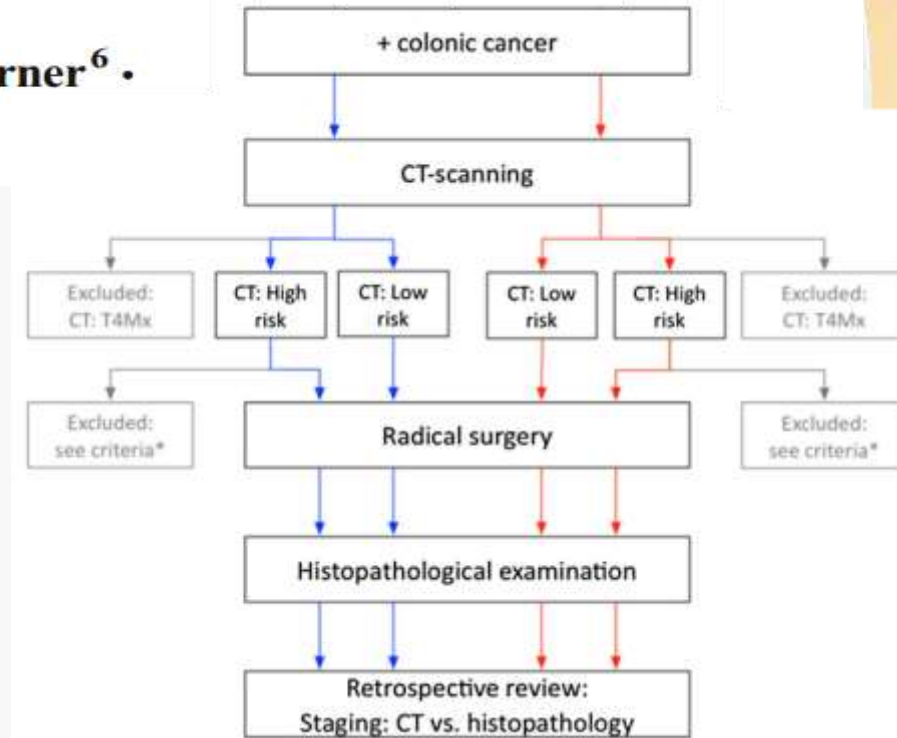 rner⁶ •
+ colonic cancer
CT-scanning
Excluded:
CT: T4Mx
CT: High
risk
CT: Low
risk
CT: Low
risk
CT: High
risk
Excluded:
CT: T4Mx
Excluded:
see criteria*
Radical surgery
Excluded:
see criteria*
Histopathological examination
Retrospective review:
Staging: CT vs. histopathology